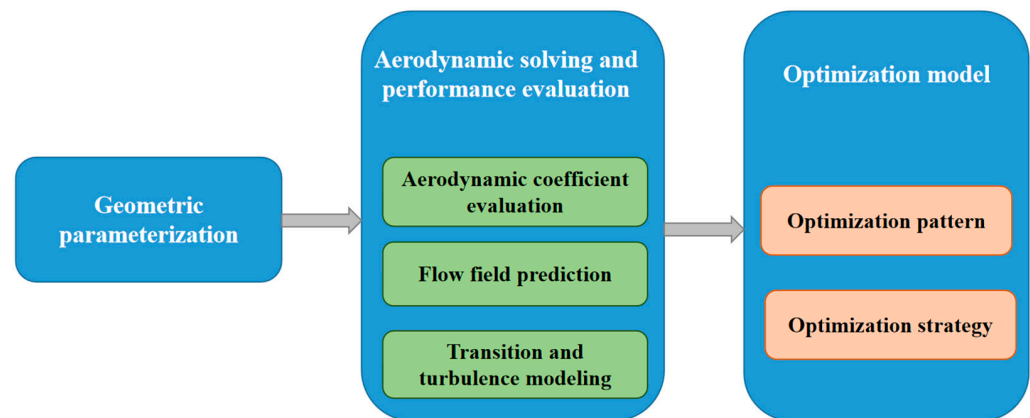 Geometric
parameterization
Aerodynamic solving and
performance evaluation
Aerodynamic coefficient
evaluation
Flow field prediction
Transition and
turbulence modeling
Optimization model
Optimization pattern
Optimization strategy